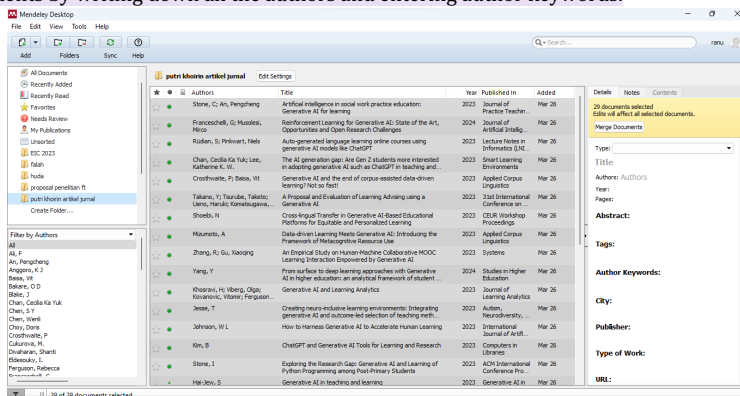 ents by writing down all the authors and entering author keywords.
Mendeley Desktop
File Edit View Tools Help
Add Folders Sync Help
Search...
ranu
All Documents
Recently Added
Recently Read
Favorites
Needs Review
My Publications
Unsorted
EIC 2023
falah
huda
proposal penelitian ft
putri khoirin artikel jurnal
Create Folder...
Filter by Authors
All
Ali, F
An, Pengcheng
Anggoro, K J
Baisa, Vit
Bakare, O D
Blake, J
Chan, Cecilia Ka Yuk
Chen, S Y
Chen, Wenli
Choy, Doris
Crosthwaite, P
Cukurova, M.
Divaharan, Shanti
Eldesouky, I.
Ferguson, Rebecca
Franceschelli, G
putri khoirin artikel jurnal Edit Settings
Authors Title Year Published In Added
Stone, C; An, Pengcheng Artificial intelligence in social work practice education: 2023 Journal of Mar 26
Generative AI for learning Practice Teachin...
Franceschelli, G; Musolesi, Reinforcement Learning for Generative AI: State of the Art, 2024 Journal of Mar 26
Mirco Opportunities and Open Research Challenges Artificial Intellig...
Rüdian, S; Pinkwart, Niels Auto-generated language learning online courses using 2023 Lecture Notes in Mar 26
generative AI models like ChatGPT Informatics (LNI...
Chan, Cecilia Ka Yuk; Lee, The AI generation gap: Are Gen Z students more interested 2023 Smart Learning Mar 26
Katherine K. W. in adopting generative AI such as ChatGPT in teaching and... Environments
Crosthwaite, P; Baisa, Vit Generative AI and the end of corpus-assisted data-driven 2023 Applied Corpus Mar 26
learning? Not so fast! Linguistics
Takano, Y; Tsurube, Taketo; A Proposal and Evaluation of Learning Advising using a 2023 31st International Mar 26
Ueno, Haruki; Komatsugawa,... Generative AI Conference on ...
Shoeibi, N Cross-lingual Transfer in Generative AI-Based Educational 2023 CEUR Workshop Mar 26
Platforms for Equitable and Personalized Learning Proceedings
Mizumoto, A Data-driven Learning Meets Generative AI: Introducing the 2023 Applied Corpus Mar 26
Framework of Metacognitive Resource Use Linguistics
Zhang, R; Gu, Xiaoqing An Empirical Study on Human-Machine Collaborative MOOC 2023 Systems Mar 26
Learning Interaction Empowered by Generative AI
Yang, Y From surface to deep learning approaches with Generative 2024 Studies in Higher Mar 26
AI in higher education: an analytical framework of student ... Education
Khosravi, H; Viberg, Olga; Generative AI and Learning Analytics 2023 Journal of Mar 26
Kovanovic, Vitomir; Ferguson... Learning Analytics
Jesse, T Creating neuro-inclusive learning environments: Integrating 2023 Autism, Mar 26
generative AI and outcome-led selection of teaching meth... Neurodiversity, ...
Johnson, W L How to Harness Generative AI to Accelerate Human Learning 2023 International Mar 26
Journal of Artifi...
Kim, B ChatGPT and Generative AI Tools for Learning and Research 2023 Computers in Mar 26
Libraries
Stone, I Exploring the Research Gap: Generative AI and Learning of 2023 ACM International Mar 26
Python Programming among Post-Primary Students Conference Pro...
Hai-Jew, S Generative AI in teaching and learning 2023 Generative AI in Mar 26
Details Notes Contents
29 documents selected
Edits will affect all selected documents.
Merge Documents
Type:
Title
Authors: Authors
Year:
Pages:
Abstract:
Tags:
Author Keywords:
City:
Publisher:
Type of Work:
URL:
29 of 29 documents selected